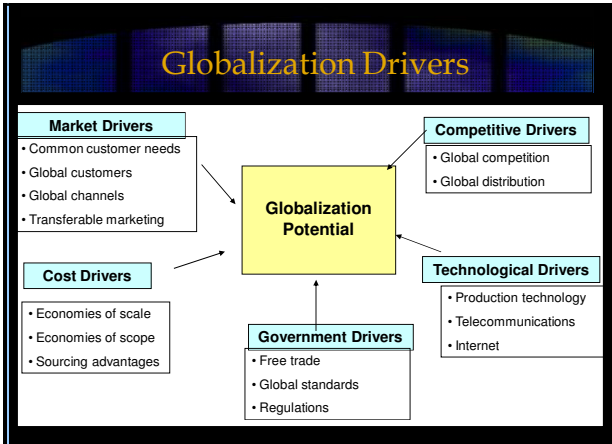 Globalization Drivers
Market Drivers
• Common customer needs
• Global customers
• Global channels
• Transferable marketing
Competitive Drivers
• Global competition
• Global distribution
Globalization
Potential
Cost Drivers
• Economies of scale
• Economies of scope
• Sourcing advantages
Technological Drivers
• Production technology
• Telecommunications
• Internet
Government Drivers
• Free trade
• Global standards
• Regulations